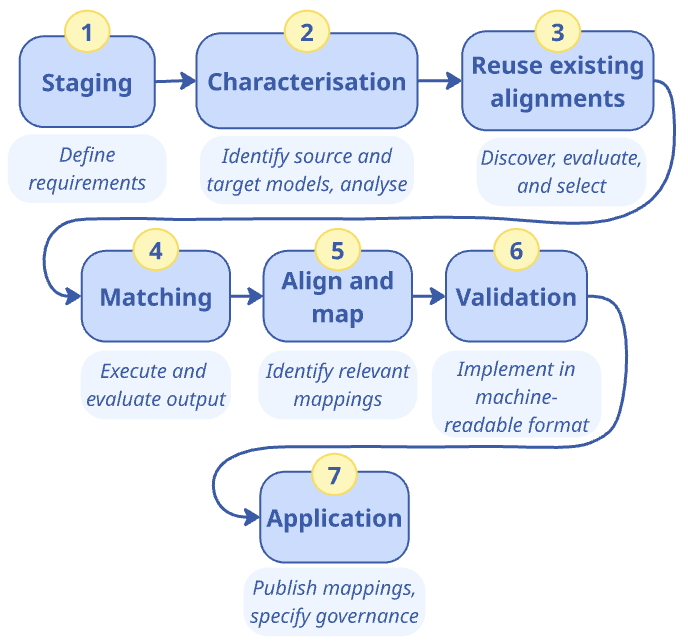 1
Staging
Define
requirements
2
Characterisation
Identify source and
target models, analyse
3
Reuse existing
alignments
Discover, evaluate,
and select
4
Matching
Execute and
evaluate output
5
Align and
map
Identify relevant
mappings
6
Validation
Implement in
machine-
readable format
7
Application
Publish mappings,
specify governance